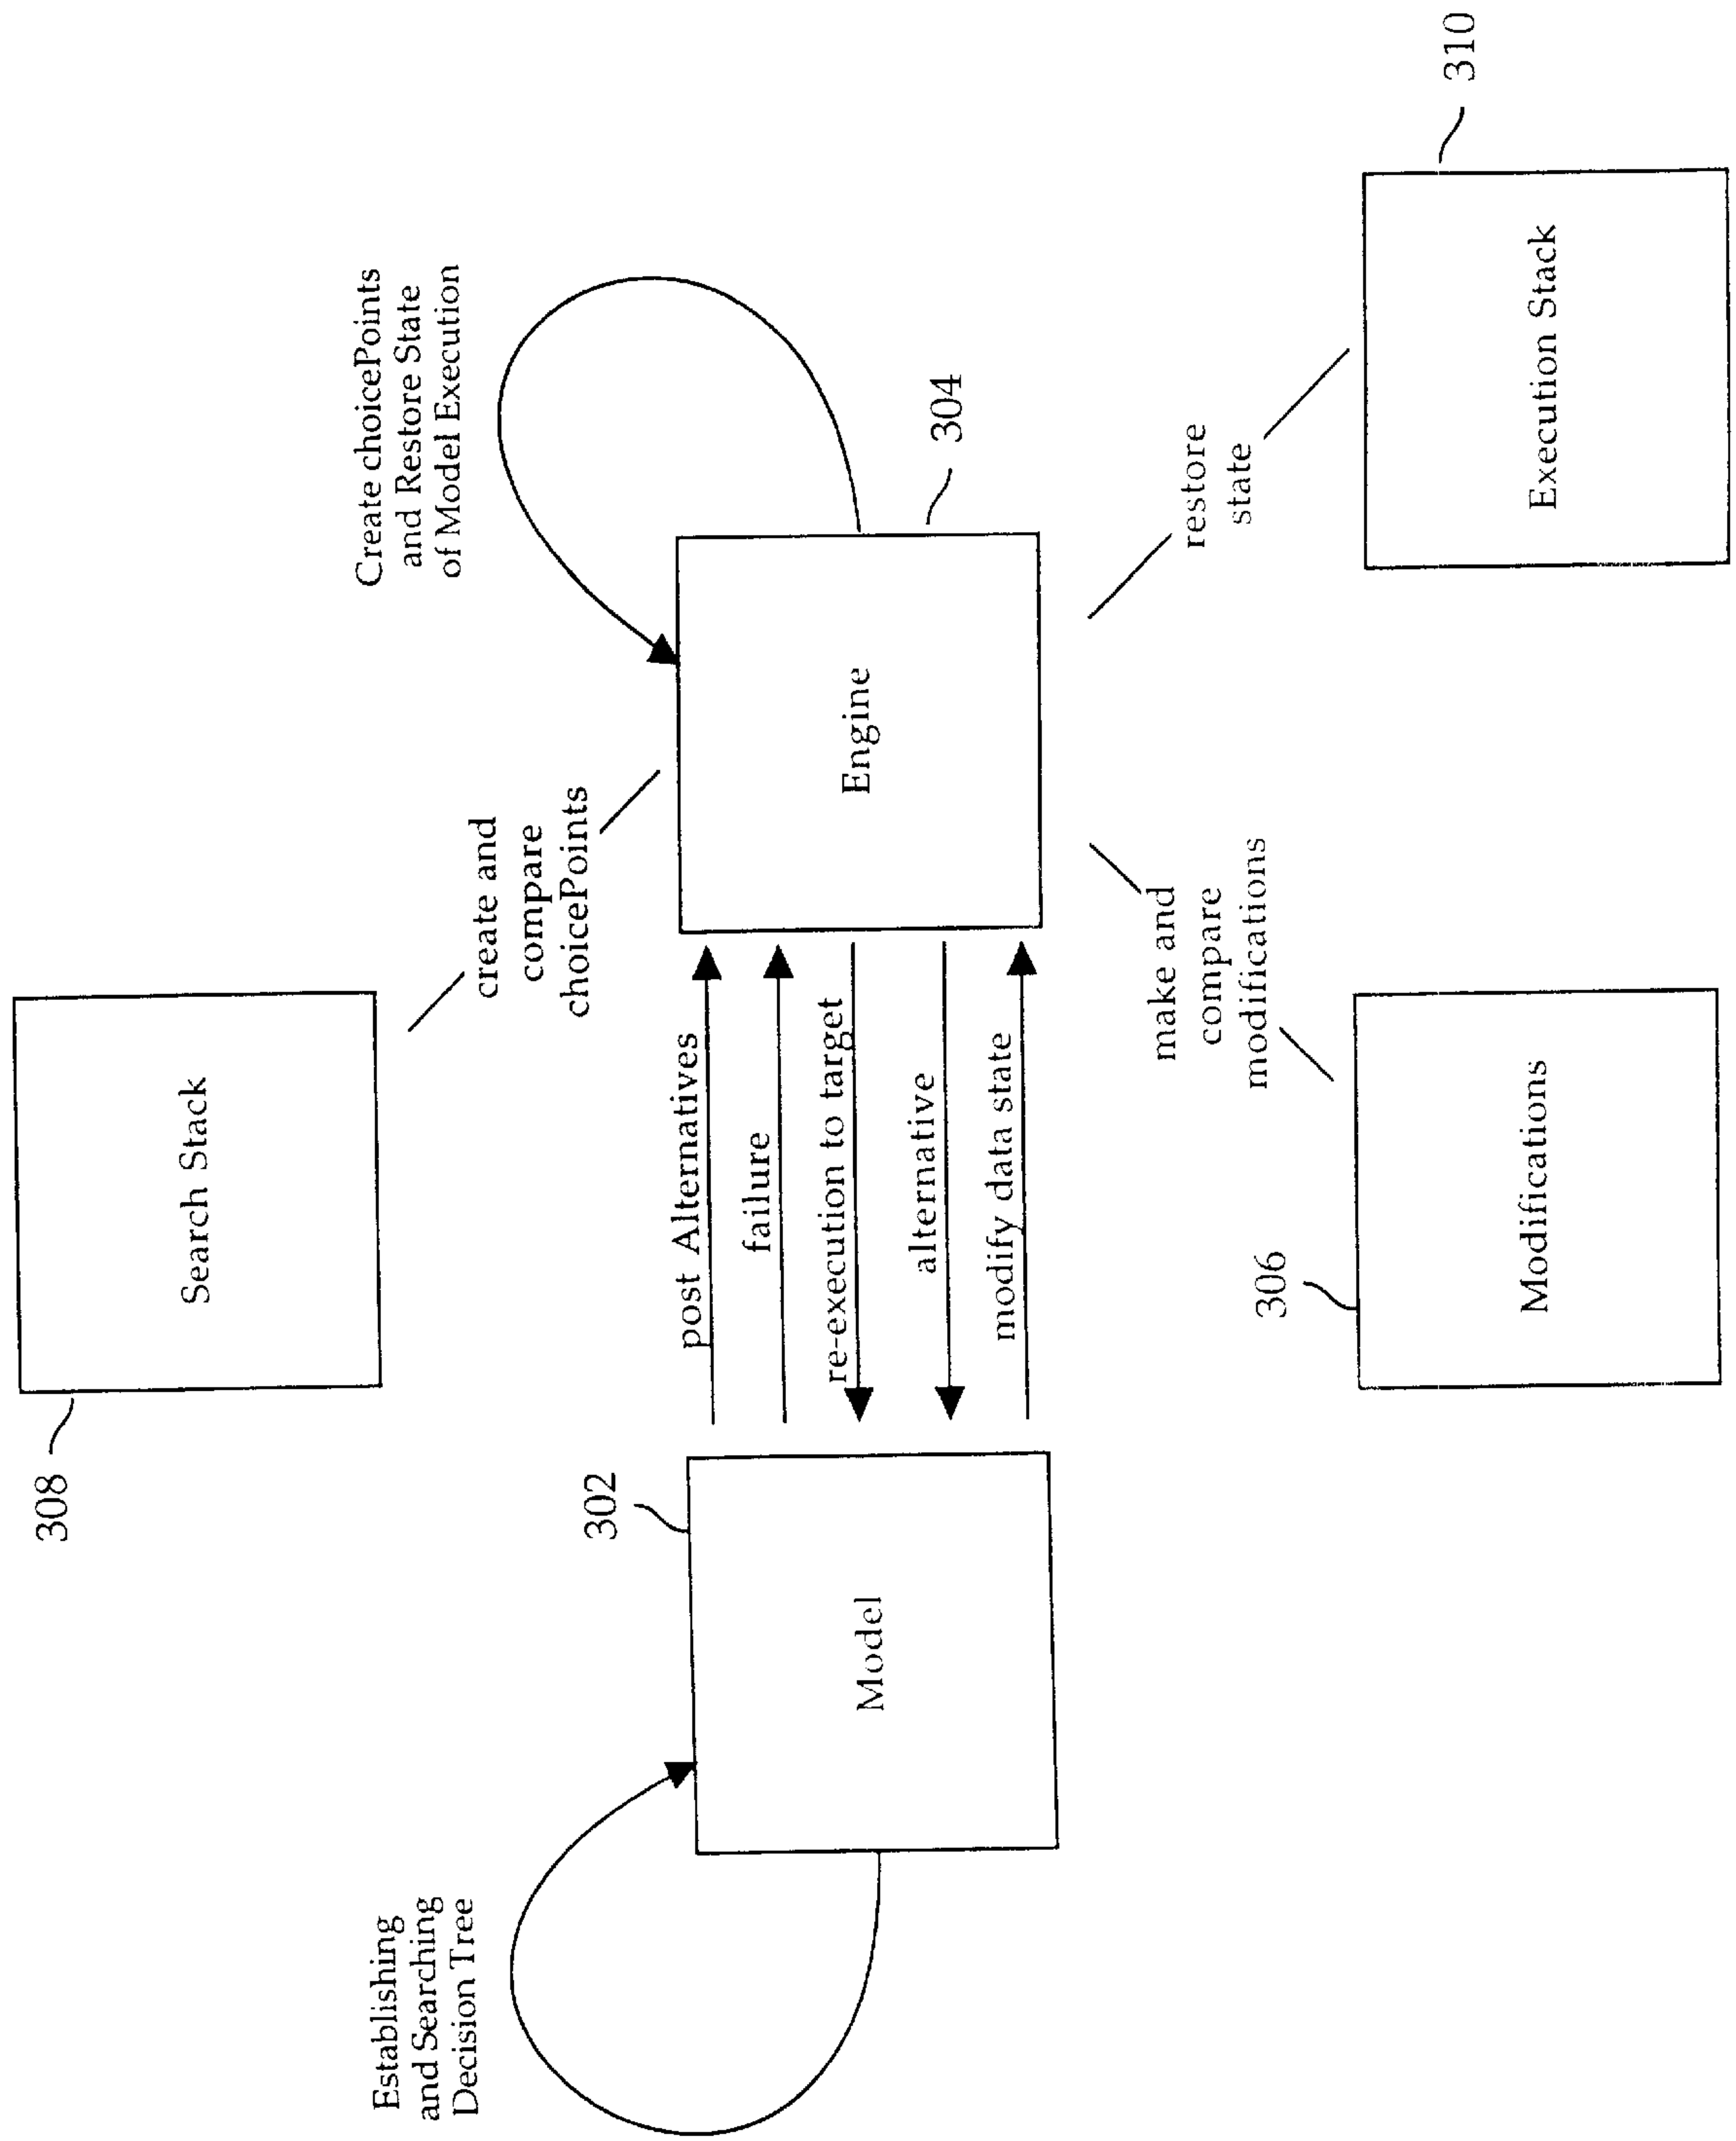 308
Search Stack
Create choicePoints
and Restore State
of Model Execution
create and
compare
choicePoints
Establishing
and Searching
Decision Tree
302
Model
post Alternatives
failure
re-execution to target
alternative
modify data state
Engine
304
make and
compare
modifications
restore
state
306
Modifications
Execution Stack
310